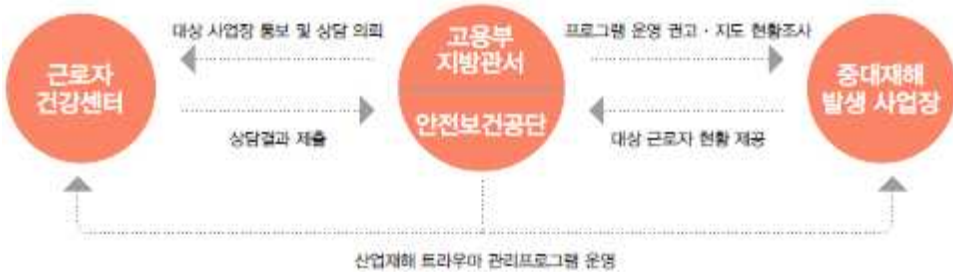 대상 사업장 통보 및 상담 의뢰
프로그램 운영 권고 · 지도 현황조사
근로자
건강센터
고용부
지방관서
안전보건공단
중대재해
발생 사업장
상담결과 제출
대상 근로자 현황 제공
산업재해 트라우마 관리프로그램 운영